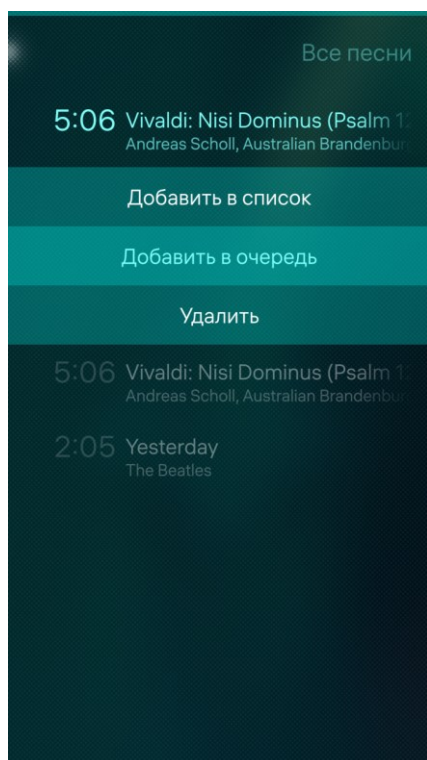 Все песни
5:06 Vivaldi: Nisi Dominus (Psalm 1
Andreas Scholl, Australian Brandenbur
Добавить в список
Добавить в очередь
Удалить
5:06 Vivaldi: Nisi Dominus (Psalm 1
Andreas Scholl, Australian Brandenbur
2:05 Yesterday
The Beatles